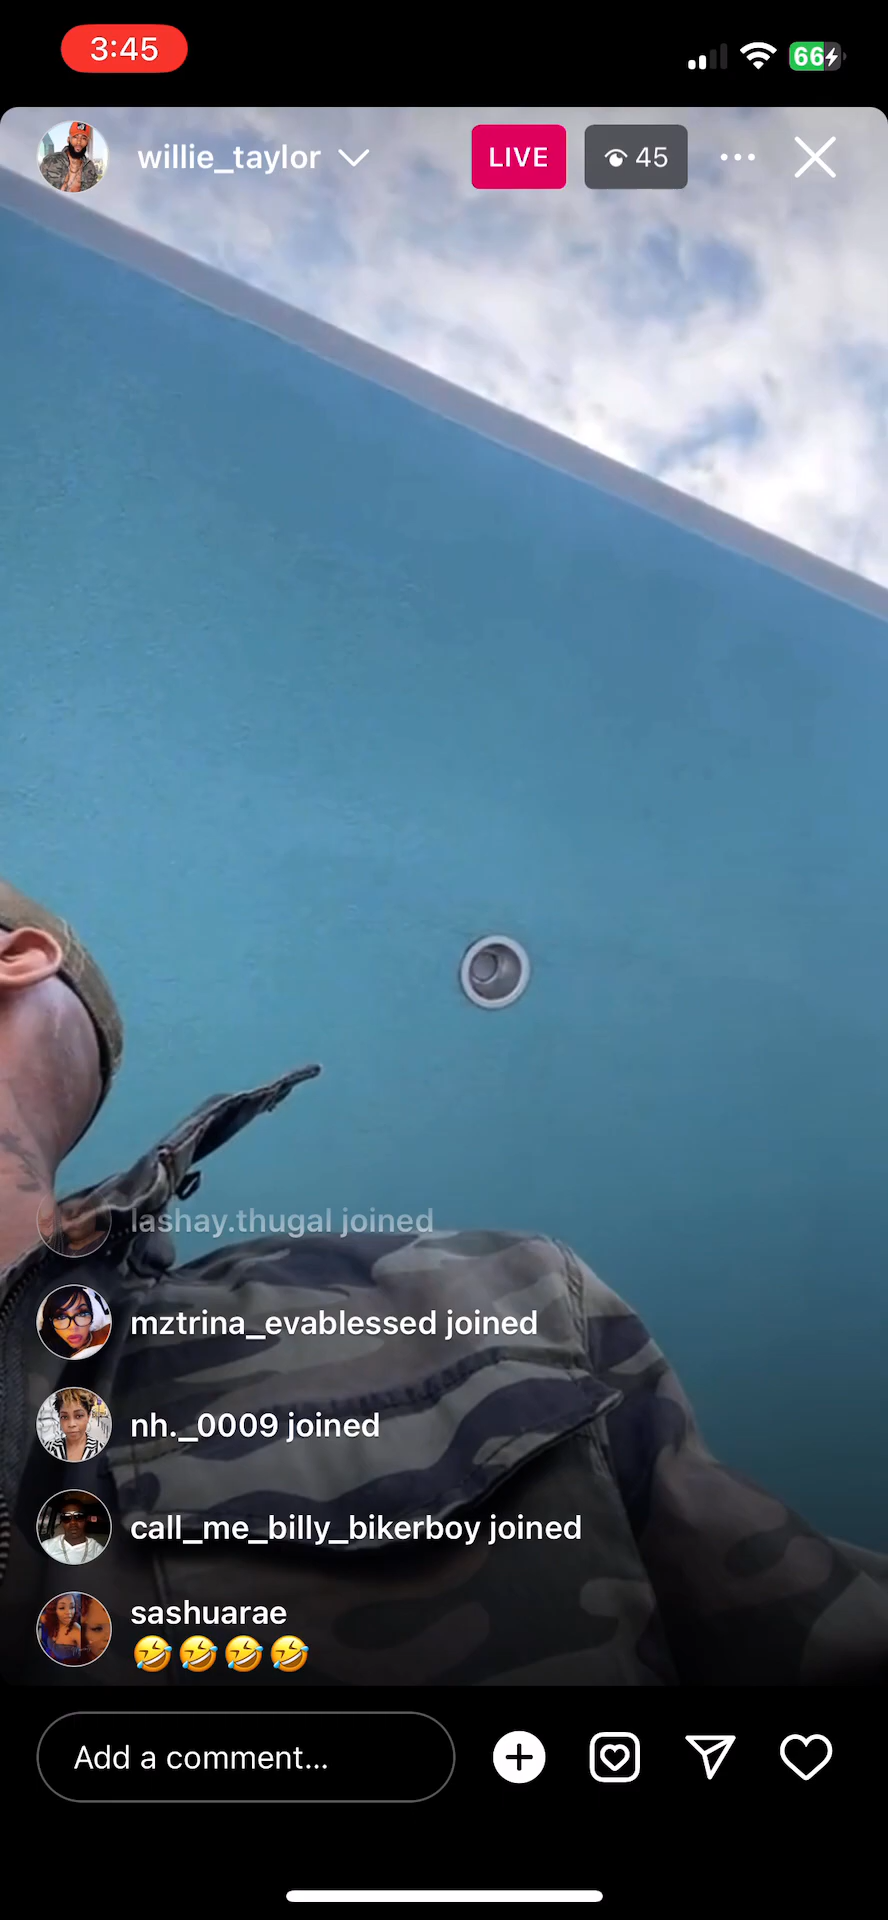 3:45
66
willie_taylor
LIVE
45
lashay.thugal joined
mztrina_evablessed joined
nh._0009 joined
call_me_billy_bikerboy joined
sashuarae
🤣🤣🤣🤣
Add a comment...